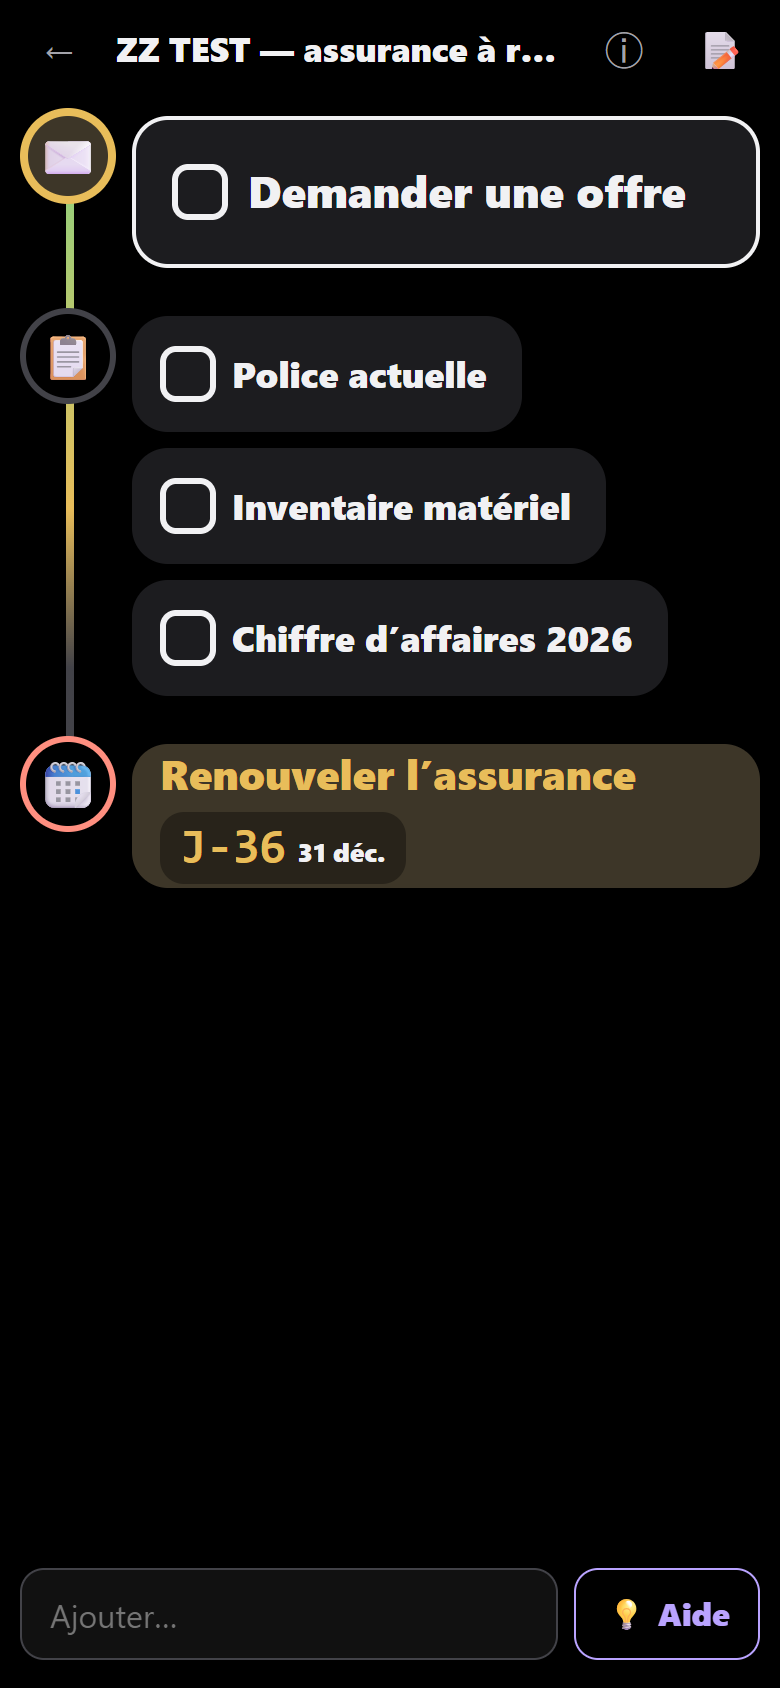 ← ZZ TEST — assurance à r... ⓘ
Demander une offre
Police actuelle
Inventaire matériel
Chiffre d’affaires 2026
Renouveler l’assurance
J-36 31 déc.
Ajouter... Aide